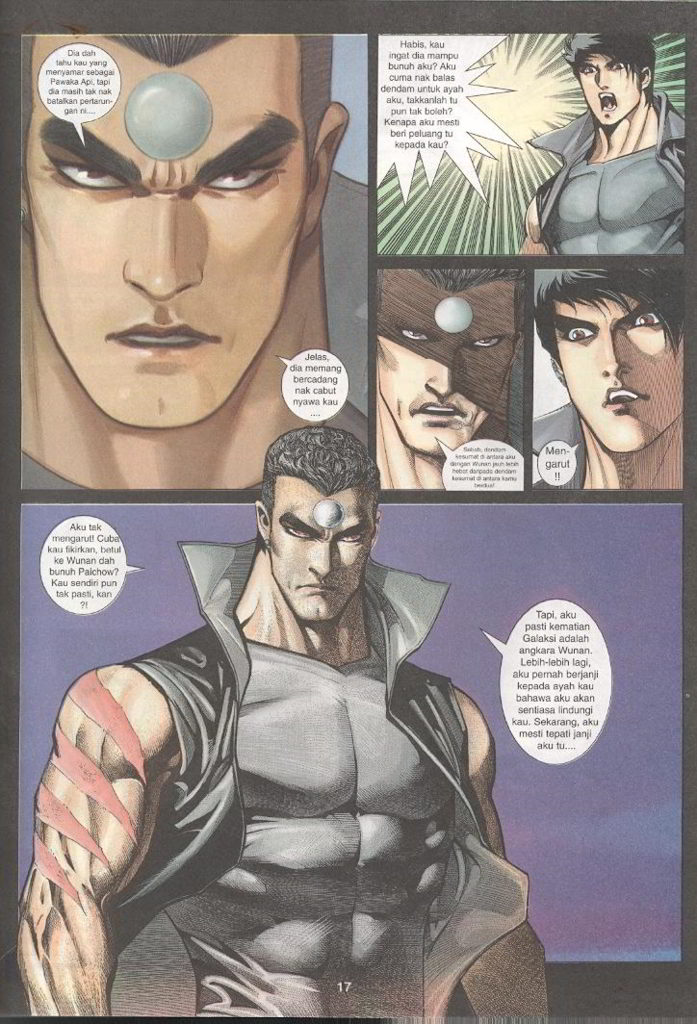 Dia dah
tahu kau yang
menyamar sebagai
Pawaka Api, tapi
dia masih tak nak
batalkan pertarun-
gan ni....
Jelas,
dia memang
bercadang
nak cabut
nyawa kau
....
Habis, kau
ingat dia mampu
bunuh aku? Aku
cuma nak balas
dendam untuk ayah
aku, takkanlah tu
pun tak boleh?
Kenapa aku mesti
beri peluang tu
kepada kau?
Sebab, dendam
kesumat di antara aku
dengan Wunan jauh lebih
hebat daripada dendam
kesumat di antara kamu
berdua!
Men-
garut
!!
Aku tak
mengarut! Cuba
kau fikirkan, betul
ke Wunan dah
bunuh Paichow?
Kau sendiri pun
tak pasti, kan
?!
Tapi, aku
pasti kematian
Galaksi adalah
angkara Wunan.
Lebih-lebih lagi,
aku pernah berjanji
kepada ayah kau
bahawa aku akan
sentiasa lindungi
kau. Sekarang, aku
mesti tepati janji
aku tu....
17